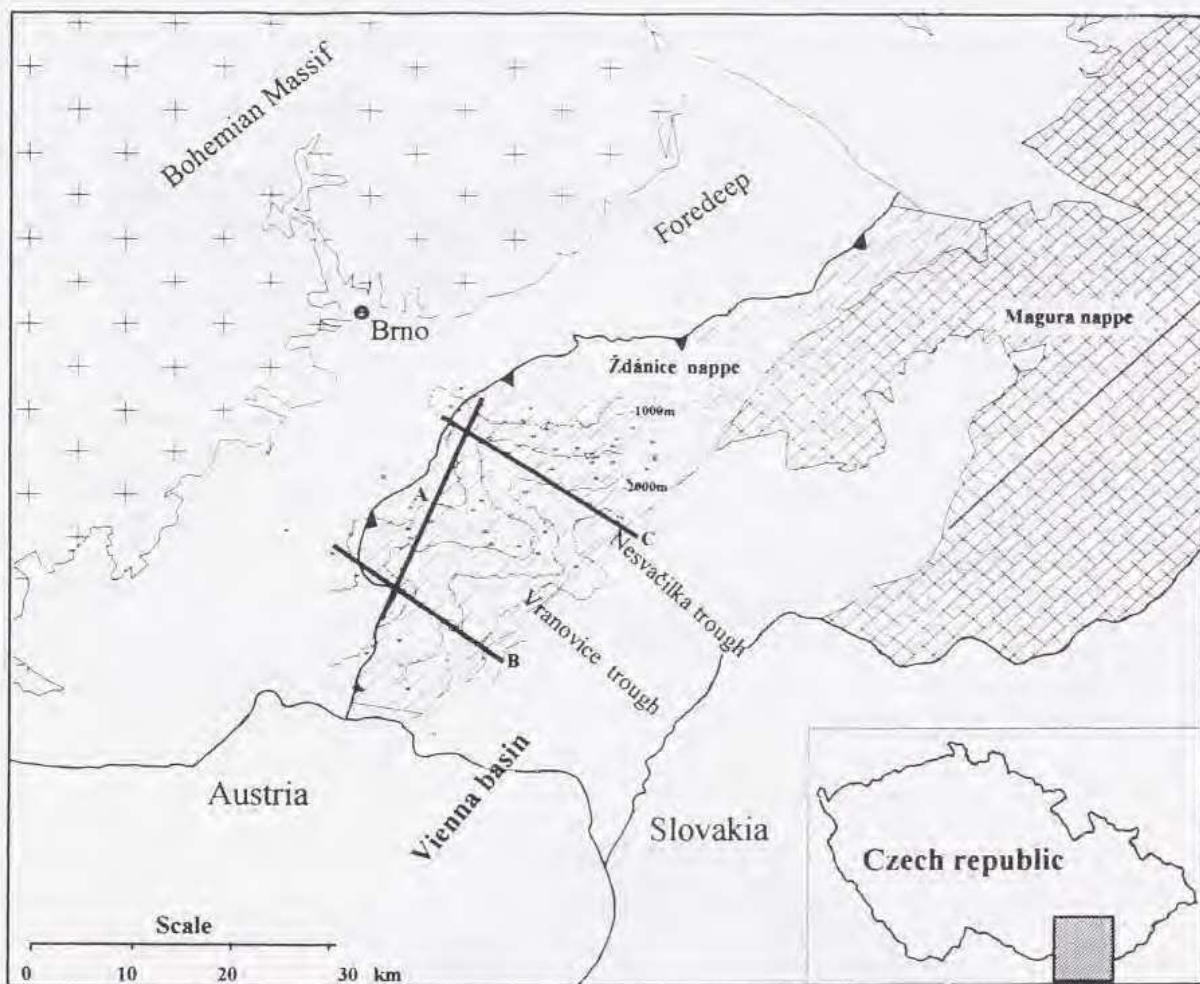 Bohemian Massif
Foredeep
Brno
Magura nappe
Ždánice nappe
1000m
2000m
A
C
Nesvačilka trough
Vranovice trough
B
Vienna basin
Austria
Slovakia
Czech republic
Scale
0 10 20 30 km